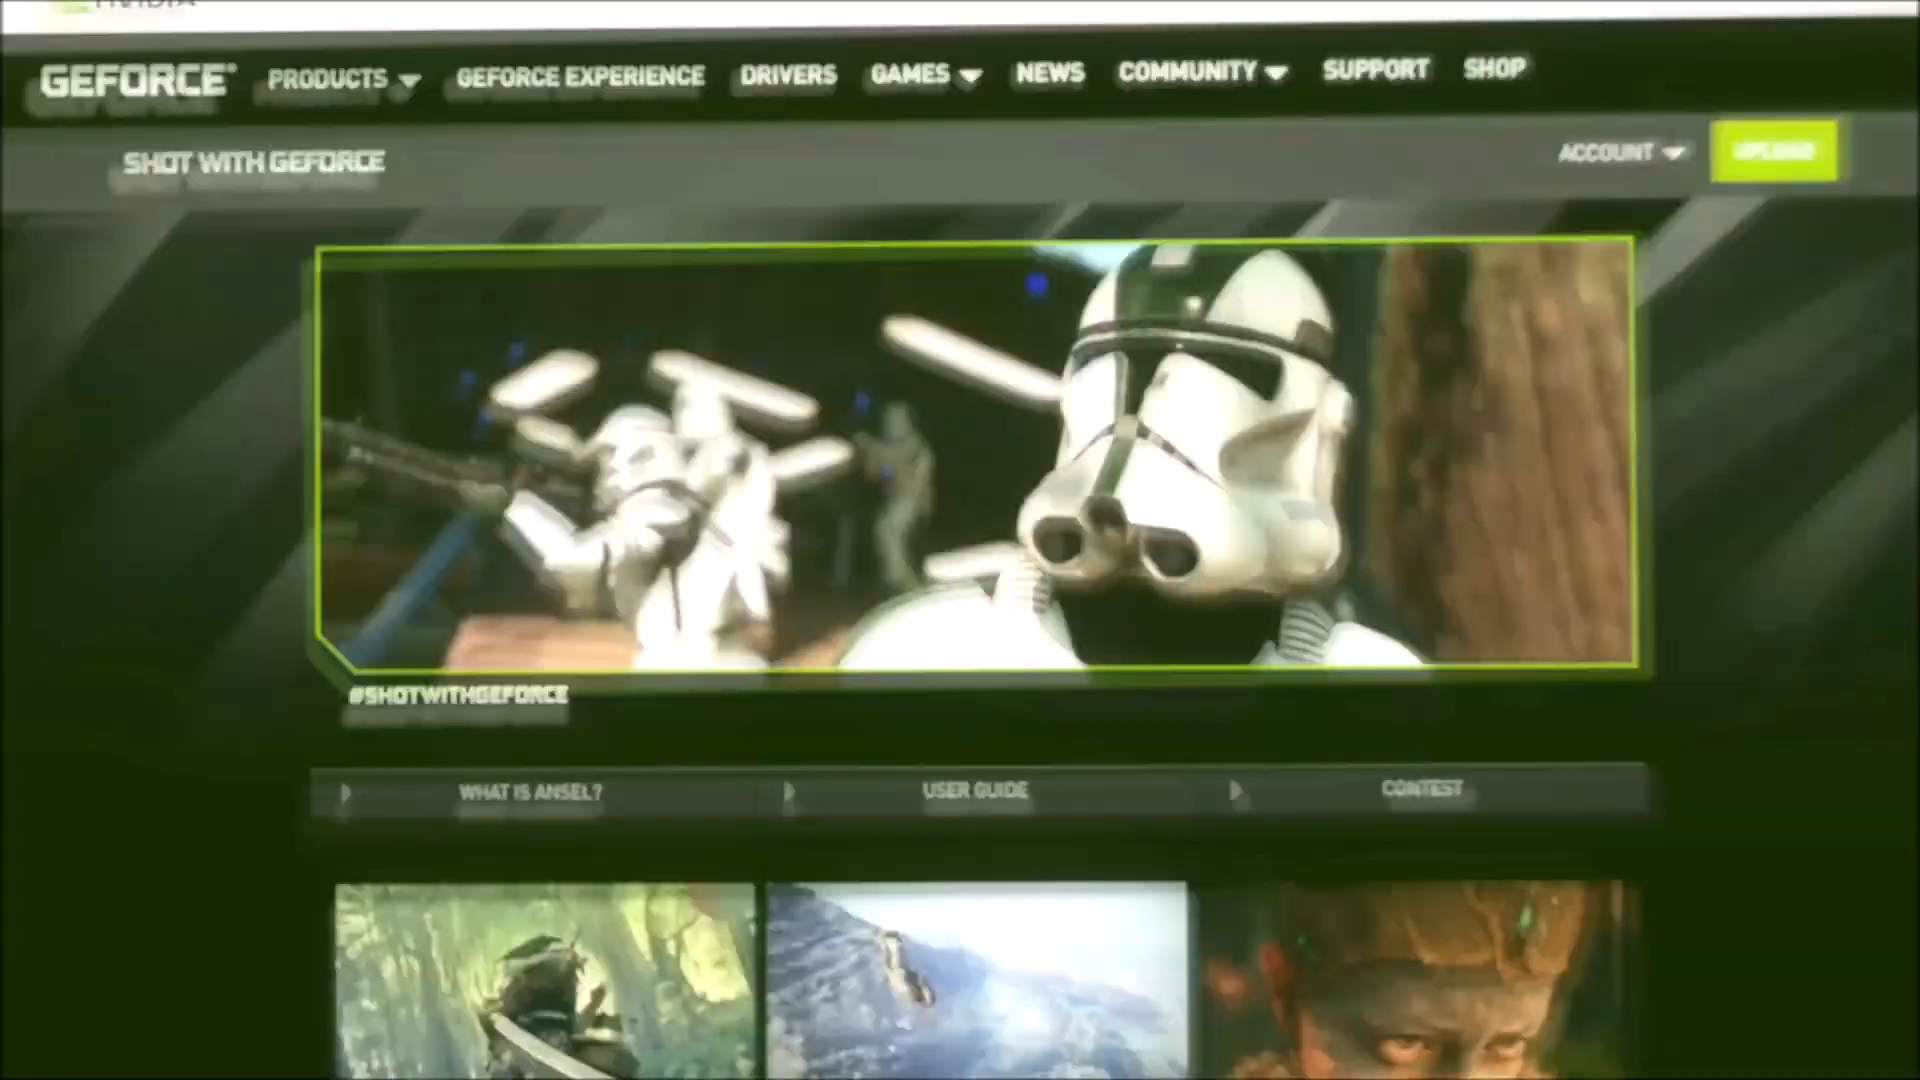 GEFORCE® PRODUCTS GEFORCE EXPERIENCE DRIVERS GAMES NEWS COMMUNITY SUPPORT SHOP
SHOT WITH GEFORCE ACCOUNT UPLOAD
#SHOTWITHGEFORCE
WHAT IS ANSEL? USER GUIDE CONTEST